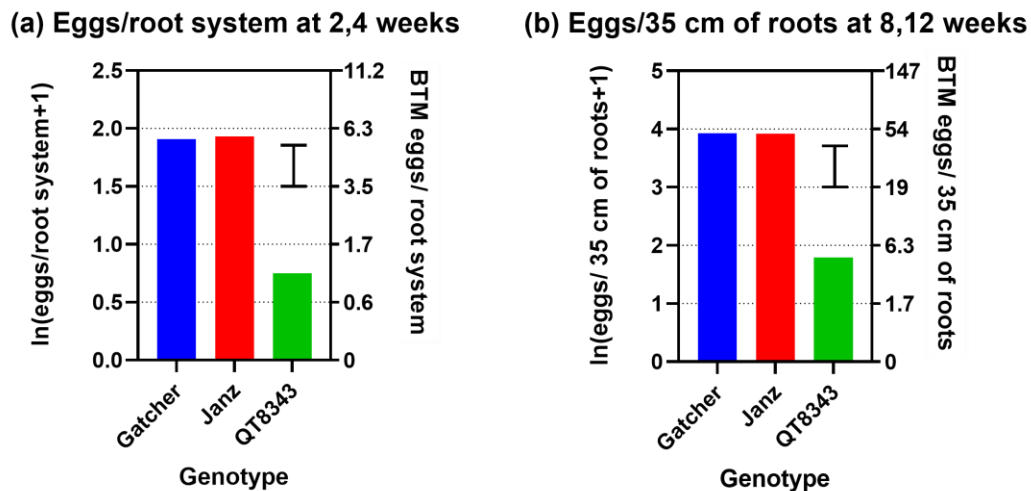 (a) Eggs/root system at 2,4 weeks
ln(eggs/root system+1)
2.5
2.0
1.5
1.0
0.5
0.0
11.2
6.3
3.5
1.7
0.6
0
BTM eggs/ root system
Gatcher
Janz
QT8343
Genotype
(b) Eggs/35 cm of roots at 8,12 weeks
ln(eggs/ 35 cm of roots+1)
5
4
3
2
1
0
147
54
19
6.3
1.7
0
BTM eggs/ 35 cm of roots
Gatcher
Janz
QT8343
Genotype